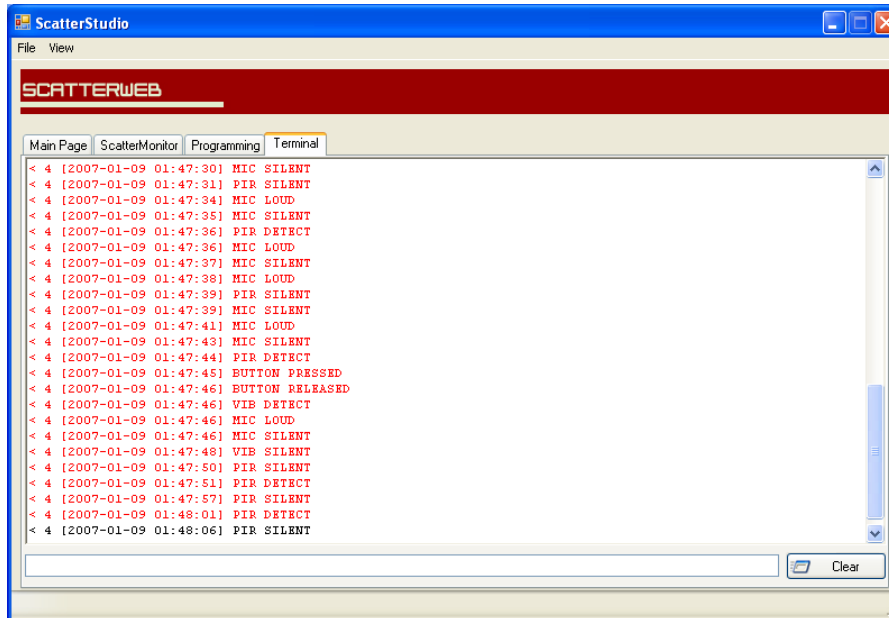 ScatterStudio
File View
SCATTERWEB
Main Page ScatterMonitor Programming Terminal
< 4 [2007-01-09 01:47:30] MIC SILENT
< 4 [2007-01-09 01:47:31] PIR SILENT
< 4 [2007-01-09 01:47:34] MIC LOUD
< 4 [2007-01-09 01:47:35] MIC SILENT
< 4 [2007-01-09 01:47:36] PIR DETECT
< 4 [2007-01-09 01:47:36] MIC LOUD
< 4 [2007-01-09 01:47:37] MIC SILENT
< 4 [2007-01-09 01:47:38] MIC LOUD
< 4 [2007-01-09 01:47:39] PIR SILENT
< 4 [2007-01-09 01:47:39] MIC SILENT
< 4 [2007-01-09 01:47:41] MIC LOUD
< 4 [2007-01-09 01:47:43] MIC SILENT
< 4 [2007-01-09 01:47:44] PIR DETECT
< 4 [2007-01-09 01:47:45] BUTTON PRESSED
< 4 [2007-01-09 01:47:46] BUTTON RELEASED
< 4 [2007-01-09 01:47:46] VIB DETECT
< 4 [2007-01-09 01:47:46] MIC LOUD
< 4 [2007-01-09 01:47:46] MIC SILENT
< 4 [2007-01-09 01:47:48] VIB SILENT
< 4 [2007-01-09 01:47:50] PIR SILENT
< 4 [2007-01-09 01:47:51] PIR DETECT
< 4 [2007-01-09 01:47:57] PIR SILENT
< 4 [2007-01-09 01:48:01] PIR DETECT
< 4 [2007-01-09 01:48:06] PIR SILENT
Clear